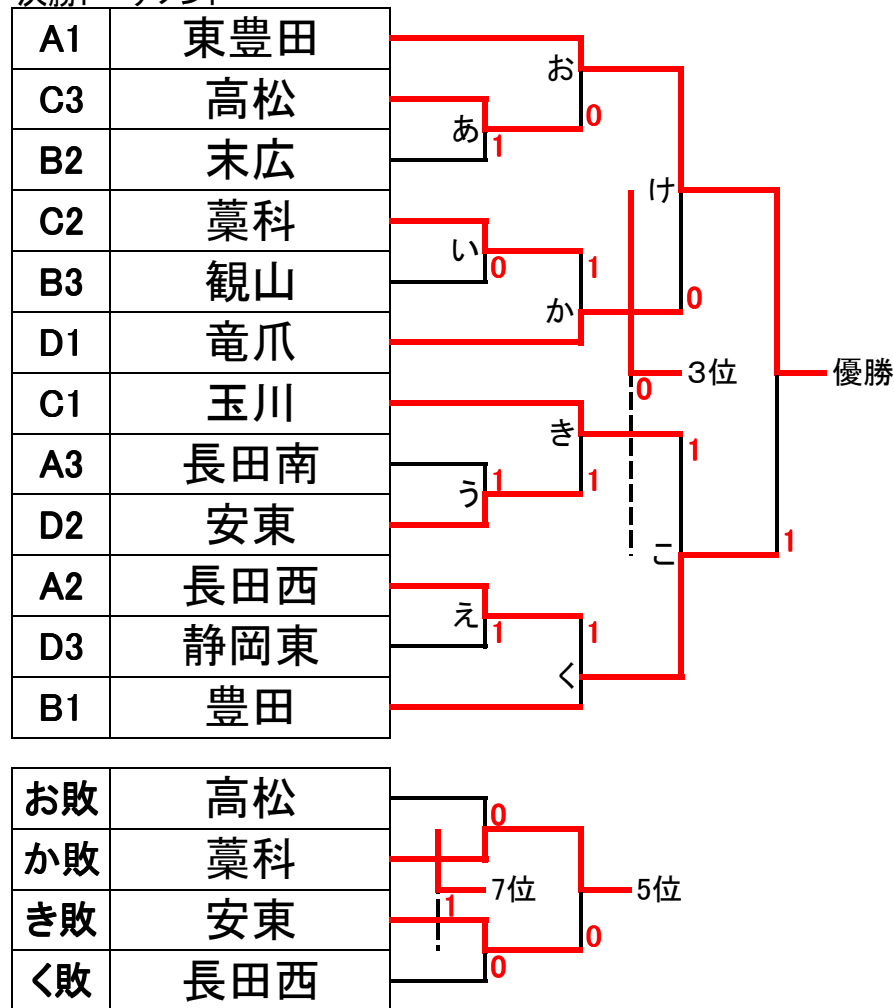 A1 東豊田
お
C3 高松
0
あ
1
B2 末広
C2 藁科
け
い
0
1
B3 観山
0
か
D1 竜爪
3位
優勝
0
C1 玉川
き
1
A3 長田南
1
1
う
D2 安東
1
こ
A2 長田西
え
1
1
D3 静岡東
く
B1 豊田
お敗 高松
0
か敗 藁科
7位
5位
1
き敗 安東
0
0
く敗 長田西